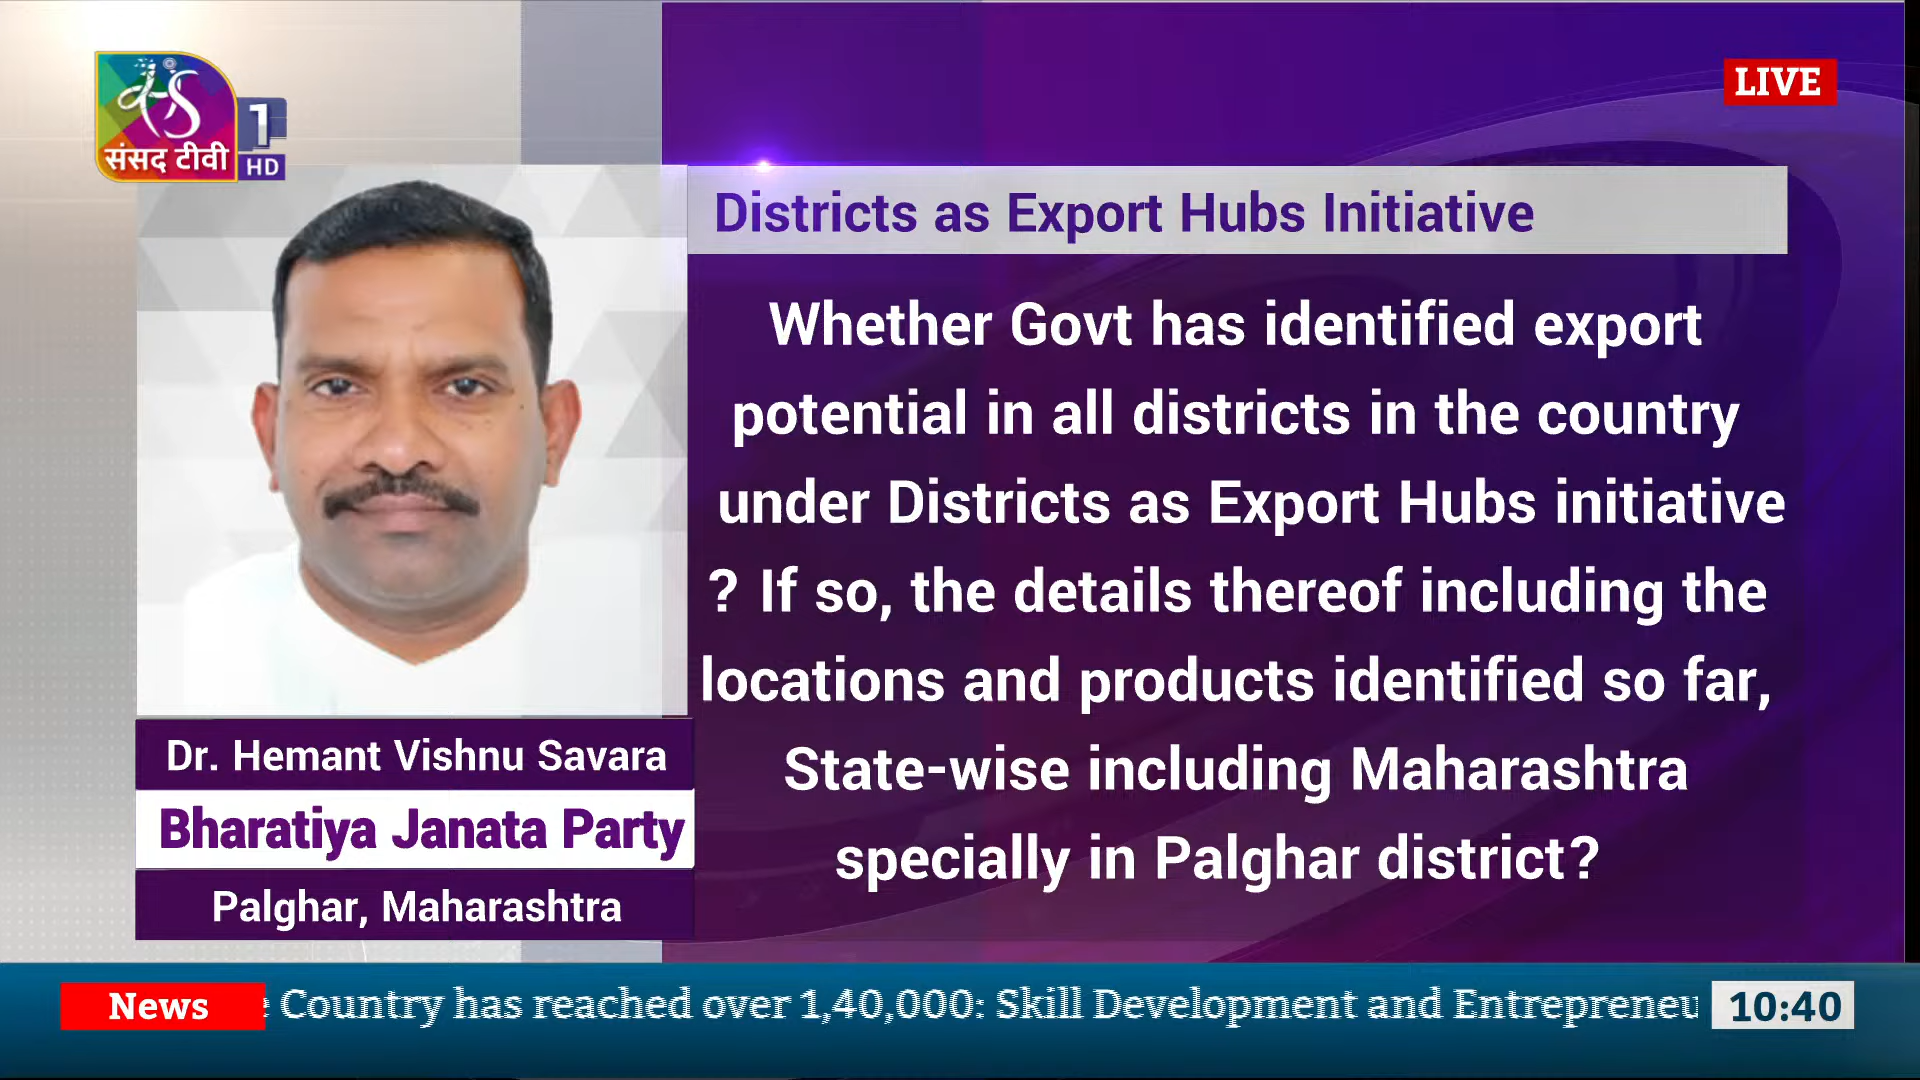 संसद टीवी
1
HD
LIVE
Districts as Export Hubs Initiative
Whether Govt has identified export
potential in all districts in the country
under Districts as Export Hubs initiative
? If so, the details thereof including the
locations and products identified so far,
State-wise including Maharashtra
specially in Palghar district?
Dr. Hemant Vishnu Savara
Bharatiya Janata Party
Palghar, Maharashtra
News
Country has reached over 1,40,000: Skill Development and Entrepreneu
10:40